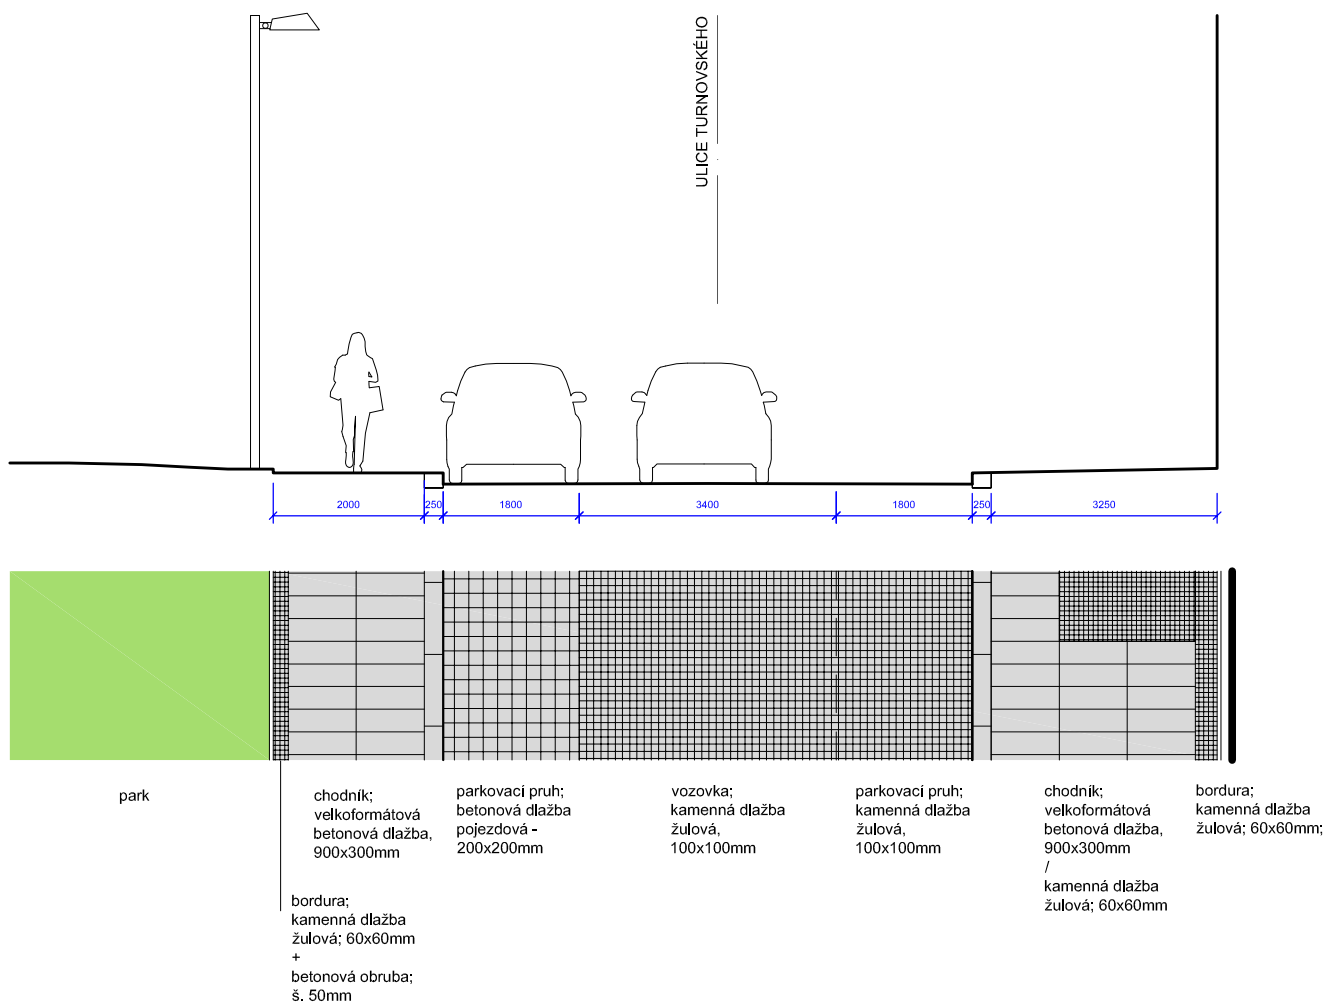 ULICE TURNOVSKÉHO
2000
250
1800
3400
1800
250
3250
park
chodník;
velkoformátová
betonová dlažba,
900x300mm
parkovací pruh;
betonová dlažba
pojezdová -
200x200mm
vozovka;
kamenná dlažba
žulová,
100x100mm
parkovací pruh;
kamenná dlažba
žulová,
100x100mm
chodník;
velkoformátová
betonová dlažba,
900x300mm
/
kamenná dlažba
žulová; 60x60mm
bordura;
kamenná dlažba
žulová; 60x60mm;
bordura;
kamenná dlažba
žulová; 60x60mm
+
betonová obruba;
š. 50mm